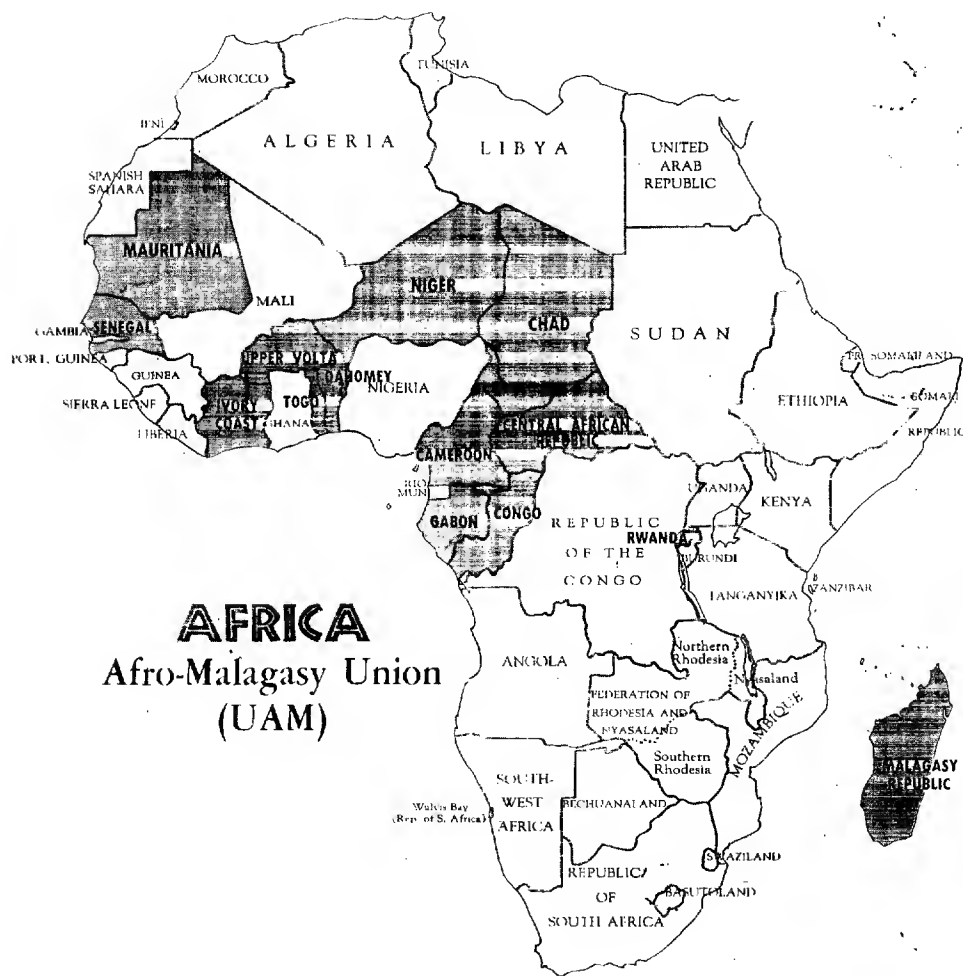 MOROCCO
TUNISIA
IFNI
ALGERIA
LIBYA
UNITED
ARAB
REPUBLIC
SPANISH
SAHARA
MAURITANIA
MALI
NIGER
CHAD
SUDAN
GAMBIA
SENEGAL
PORT. GUINEA
GUINEA
SIERRA LEONE
LIBERIA
UPPER VOLTA
DAHOMEY
NIGERIA
IVORY
COAST
GHANA
TOGO
FR. SOMALILAND
ETHIOPIA
SOMALI
REPUBLIC
CENTRAL AFRICAN
REPUBLIC
CAMEROON
RIO
MUNI
GABON
CONGO
UGANDA
KENYA
REPUBLIC
OF THE
CONGO
RWANDA
BURUNDI
TANGANYIKA
ZANZIBAR
AFRICA
Afro-Malagasy Union
(UAM)
ANGOLA
Northern
Rhodesia
Nyasaland
FEDERATION OF
RHODESIA AND
NYASALAND
MOZAMBIQUE
Southern
Rhodesia
MALAGASY
REPUBLIC
SOUTH-
WEST
AFRICA
BECHUANALAND
Walvis Bay
(Rep. of S. Africa)
SWAZILAND
REPUBLIC
OF
SOUTH AFRICA
BASUTOLAND